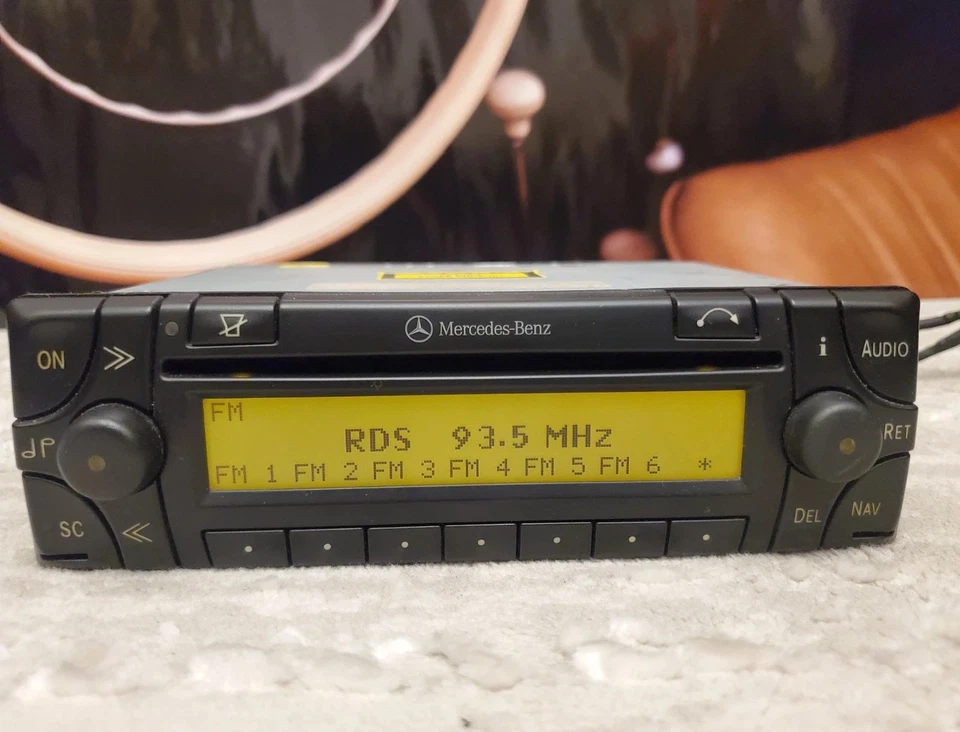 Mercedes-Benz
ON
i
AUDIO
FM
RDS 93.5 MHz
FM 1 FM 2 FM 3 FM 4 FM 5 FM 6 *
RET
SC
DEL
NAV